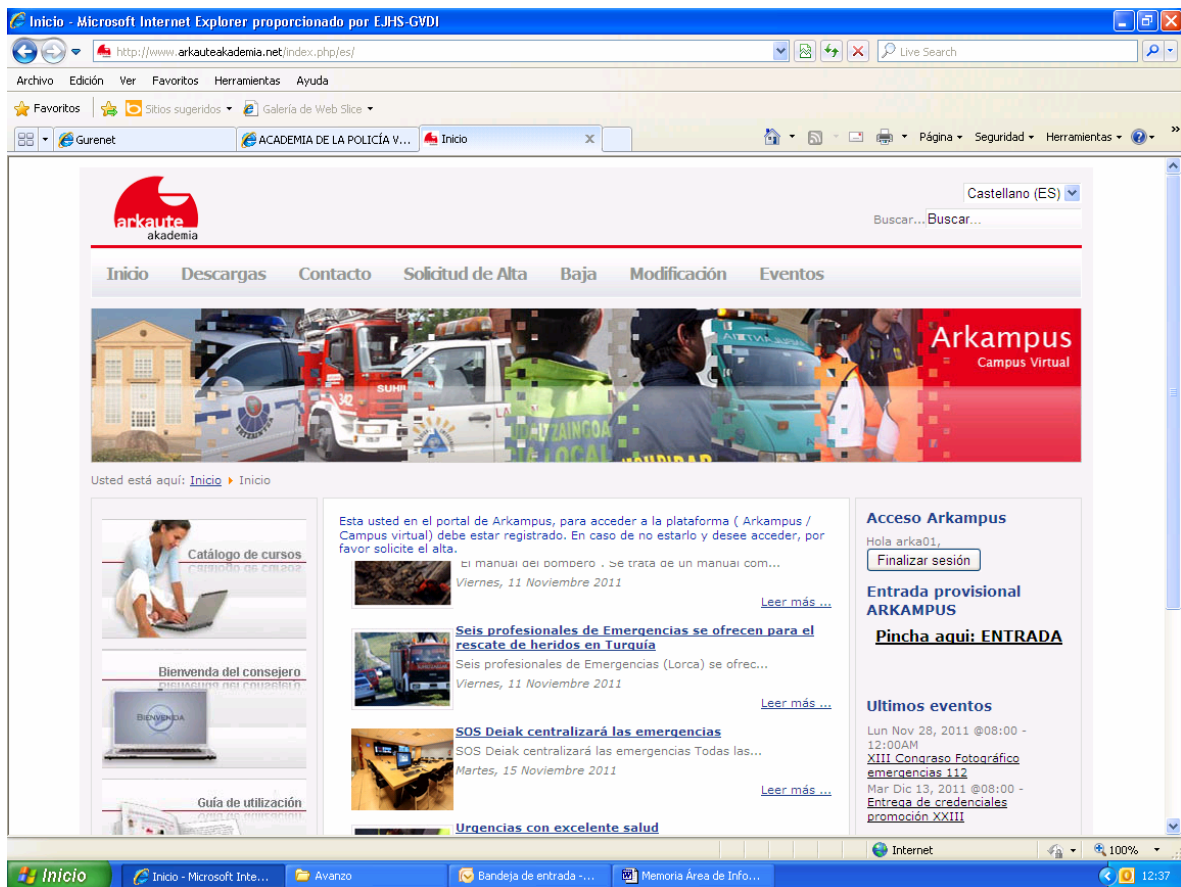 Inicio - Microsoft Internet Explorer proporcionado por EJHS-GVDI
http://www.arkauteakademia.net/index.php/es/
Live Search
Archivo Edición Ver Favoritos Herramientas Ayuda
Favoritos Sitios sugeridos Galería de Web Slice
Gurenet ACADEMIA DE LA POLICÍA V... Inicio x Página Seguridad Herramientas »
arkaute
akademia
Castellano (ES)
Buscar... Buscar...
Inicio Descargas Contacto Solicitud de Alta Baja Modificación Eventos
Arkampus
Campus Virtual
SUHI
342
UDALTZAINGOA
LOCAL
Usted está aquí: Inicio Inicio
Catálogo de cursos
Bienvenda del consejero
BIENVENIDA
Guía de utilización
Esta usted en el portal de Arkampus, para acceder a la plataforma ( Arkampus /
Campus virtual) debe estar registrado. En caso de no estarlo y desee acceder, por
favor solicite el alta.
"El manual del bombero". Se trata de un manual com...
Viernes, 11 Noviembre 2011
Leer más ...
Seis profesionales de Emergencias se ofrecen para el
rescate de heridos en Turquía
Seis profesionales de Emergencias (Lorca) se ofrec...
Viernes, 11 Noviembre 2011
Leer más ...
SOS Deiak centralizará las emergencias
SOS Deiak centralizará las emergencias Todas las...
Martes, 15 Noviembre 2011
Leer más ...
Urgencias con excelente salud
Acceso Arkampus
Hola arka01,
Finalizar sesión
Entrada provisional
ARKAMPUS
Pincha aqui: ENTRADA
Ultimos eventos
Lun Nov 28, 2011 @08:00 -
12:00AM
XIII Congraso Fotográfico
emergencias 112
Mar Dic 13, 2011 @08:00 -
Entrega de credenciales
promoción XXIII
Internet 100%
Inicio Inicio - Microsoft Inte... Avanzo Bandeja de entrada -... Memoria Área de Info... 12:37